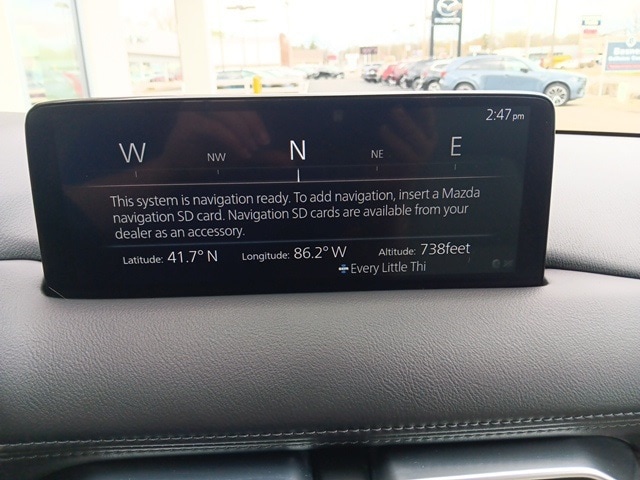 2:47 pm
W NW N NE E
This system is navigation ready. To add navigation, insert a Mazda
navigation SD card. Navigation SD cards are available from your
dealer as an accessory.
Latitude: 41.7° N Longitude: 86.2° W Altitude: 738feet
Every Little Thi